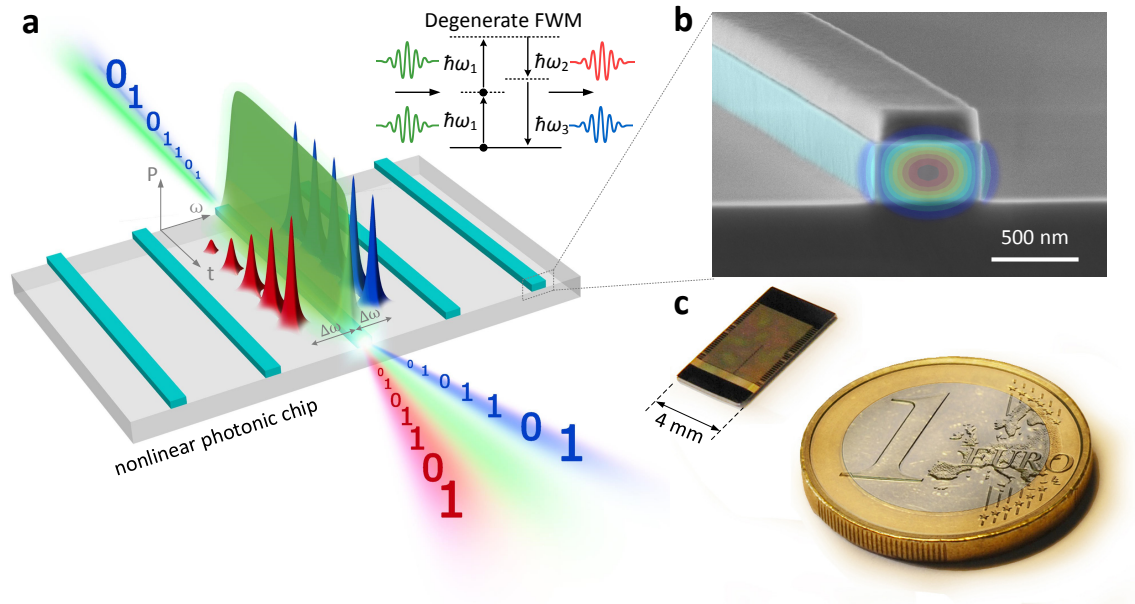 a
Degenerate FWM
ħω1
ħω2
ħω1
ħω3
0 1 0 1 1 0 1
P
ω
t
Δω Δω
0 1 0 1 1 0 1
0 1 0 1 1 0 1
nonlinear photonic chip
b
500 nm
c
4 mm
1
EURO